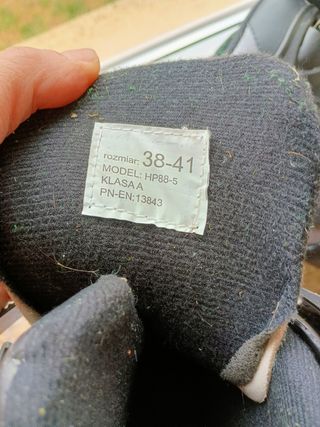 rozmiar: 38-41
MODEL: HP88-5
KLASA A
PN-EN:13843